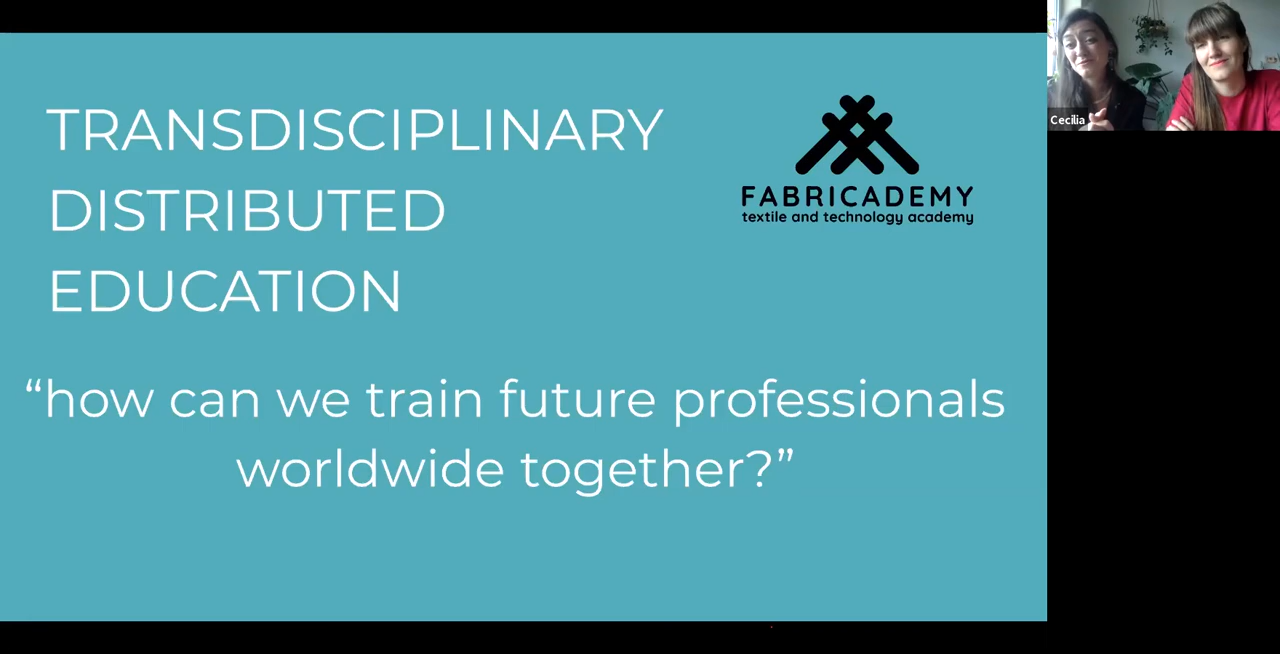 TRANSDISCIPLINARY
DISTRIBUTED
EDUCATION
FABRICADEMY
textile and technology academy
“how can we train future professionals
worldwide together?”
Cecilia